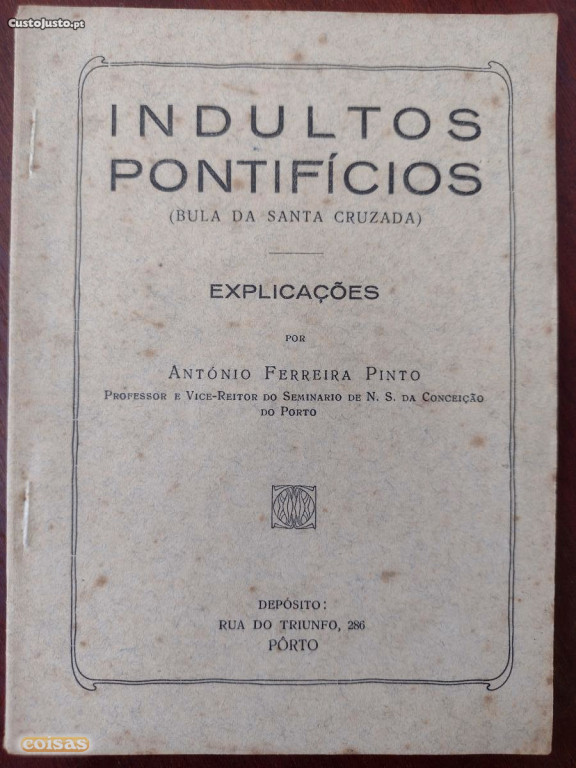 CustoJusto.pt
INDULTOS
PONTIFÍCIOS
(BULA DA SANTA CRUZADA)
EXPLICAÇÕES
POR
ANTÓNIO FERREIRA PINTO
PROFESSOR E VICE-REITOR DO SEMINARIO DE N. S. DA CONCEIÇÃO
DO PORTO
DEPÓSITO:
RUA DO TRIUNFO, 286
PÔRTO
coisas